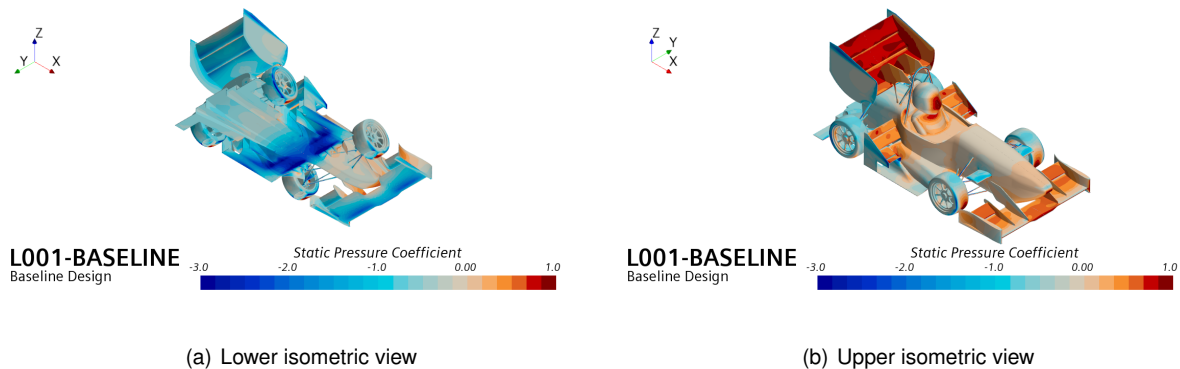 Z
Y X
L001-BASELINE
Baseline Design
Static Pressure Coefficient
-3.0 -2.0 -1.0 0.00 1.0
(a) Lower isometric view
Z
Y
X
L001-BASELINE
Baseline Design
Static Pressure Coefficient
-3.0 -2.0 -1.0 0.00 1.0
(b) Upper isometric view